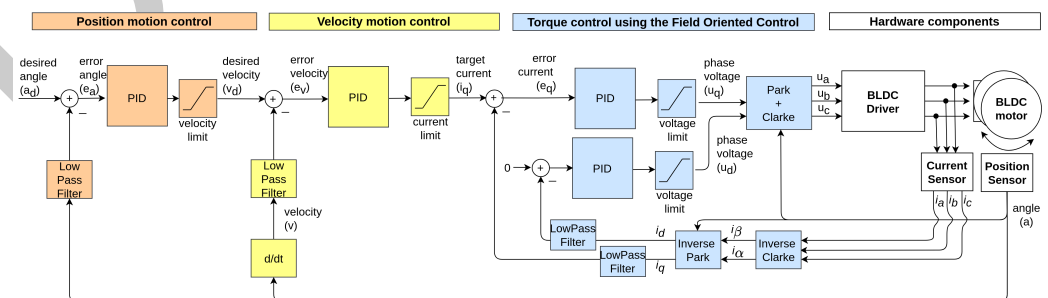 Position motion control
Velocity motion control
Torque control using the Field Oriented Control
Hardware components
desired
angle
(ad)
error
angle
(ea)
+
−
PID
velocity
limit
desired
velocity
(vd)
+
−
error
velocity
(ev)
PID
current
limit
target
current
(iq)
+
−
error
current
(eq)
PID
voltage
limit
phase
voltage
(uq)
Park
+
Clarke
ua
ub
uc
BLDC
Driver
BLDC
motor
0
+
−
PID
voltage
limit
phase
voltage
(ud)
Current
Sensor
Position
Sensor
ia ib ic
angle
(a)
Low
Pass
Filter
Low
Pass
Filter
velocity
(v)
d/dt
LowPass
Filter
id
LowPass
Filter
iq
Inverse
Park
iβ
iα
Inverse
Clarke